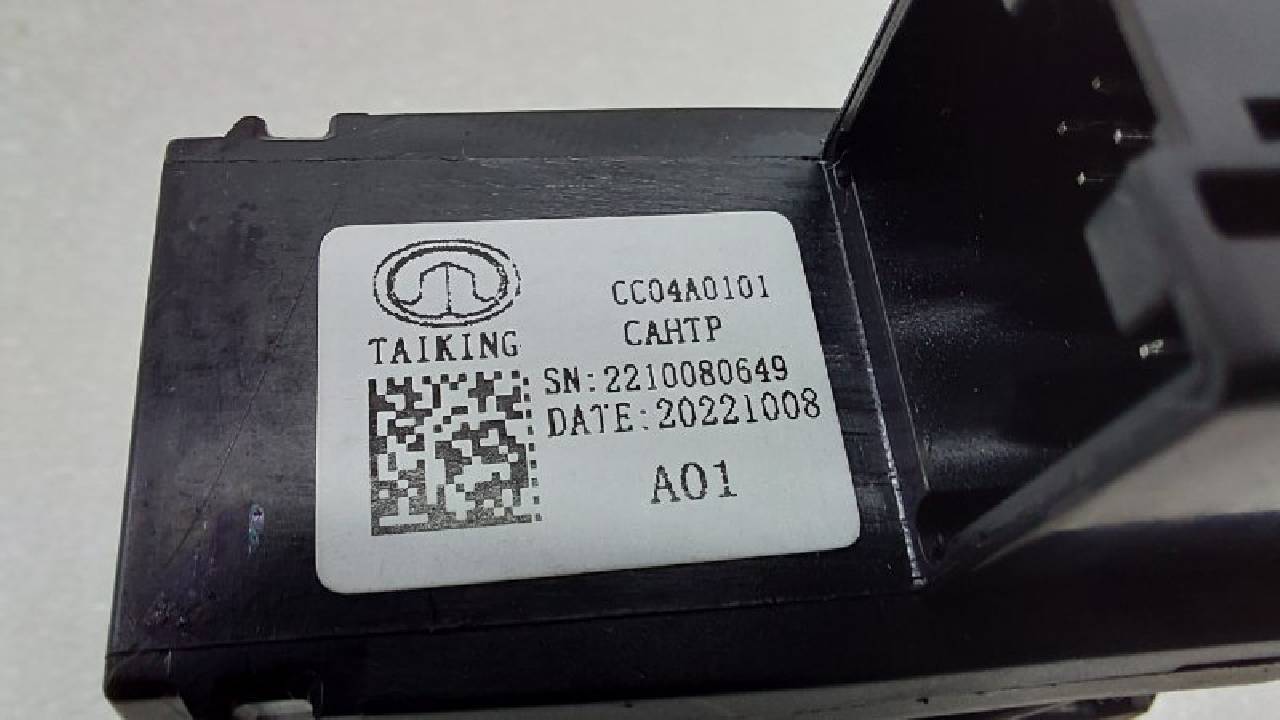 CC04A0101
TAIKING
CAHTP
SN:2210080649
DATE:20221008
A01